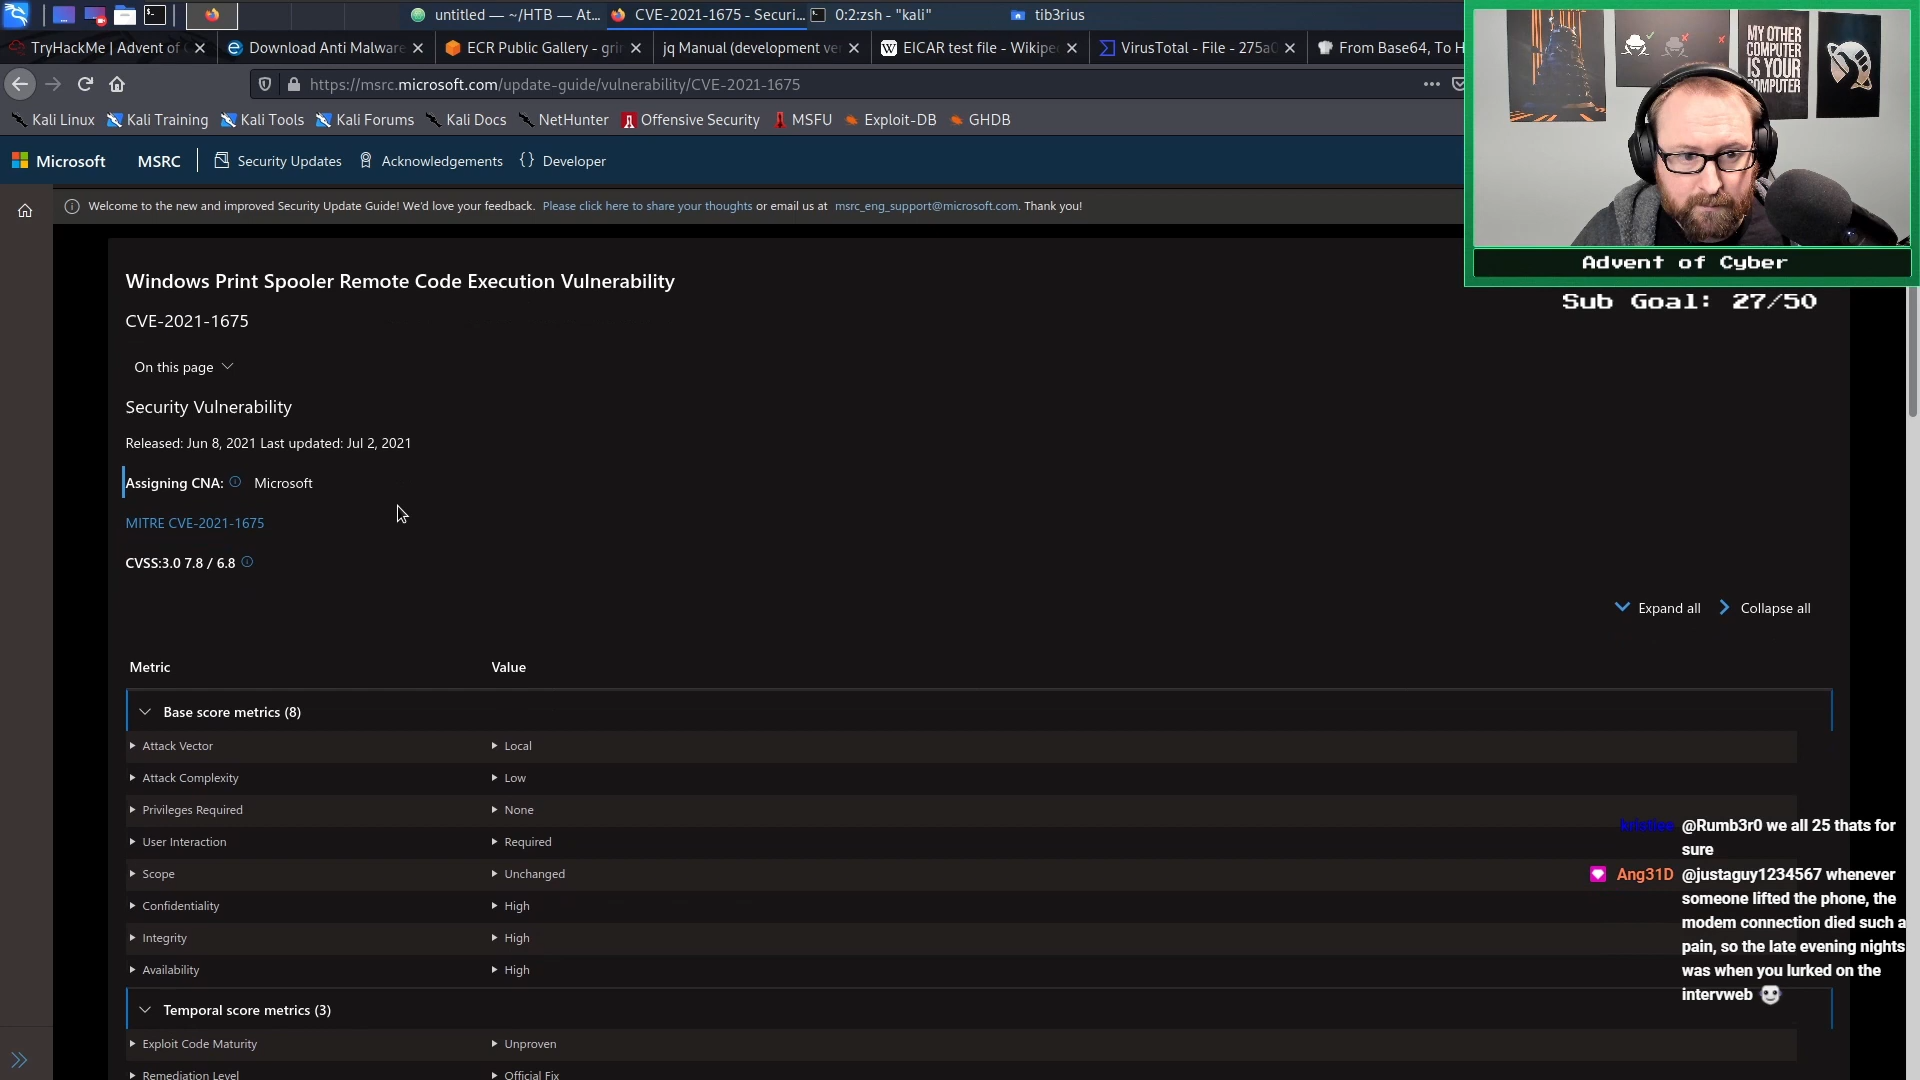 untitled — ~/HTB — At...
CVE-2021-1675 - Securi...
0:2:zsh - "kali"
tib3rius
TryHackMe | Advent of C
Download Anti Malware
ECR Public Gallery - grin
jq Manual (development ver
EICAR test file - Wikipe
VirusTotal - File - 275a0
From Base64, To H
https://msrc.microsoft.com/update-guide/vulnerability/CVE-2021-1675
Kali Linux
Kali Training
Kali Tools
Kali Forums
Kali Docs
NetHunter
Offensive Security
MSFU
Exploit-DB
GHDB
MY OTHER
COMPUTER
IS YOUR
COMPUTER
Microsoft
MSRC
Security Updates
Acknowledgements
Developer
Welcome to the new and improved Security Update Guide! We'd love your feedback. Please click here to share your thoughts or email us at msrc_eng_support@microsoft.com. Thank you!
Advent of Cyber
Sub Goal: 27/50
Windows Print Spooler Remote Code Execution Vulnerability
CVE-2021-1675
On this page
Security Vulnerability
Released: Jun 8, 2021 Last updated: Jul 2, 2021
Assigning CNA: Microsoft
MITRE CVE-2021-1675
CVSS:3.0 7.8 / 6.8
Expand all
Collapse all
Metric Value
Base score metrics (8)
Attack Vector Local
Attack Complexity Low
Privileges Required None
User Interaction Required
Scope Unchanged
Confidentiality High
Integrity High
Availability High
Temporal score metrics (3)
Exploit Code Maturity Unproven
Remediation Level Official Fix
@Rumb3r0 we all 25 thats for
sure
Ang31D @justaguy1234567 whenever
someone lifted the phone, the
modem connection died such a
pain, so the late evening nights
was when you lurked on the
intervweb